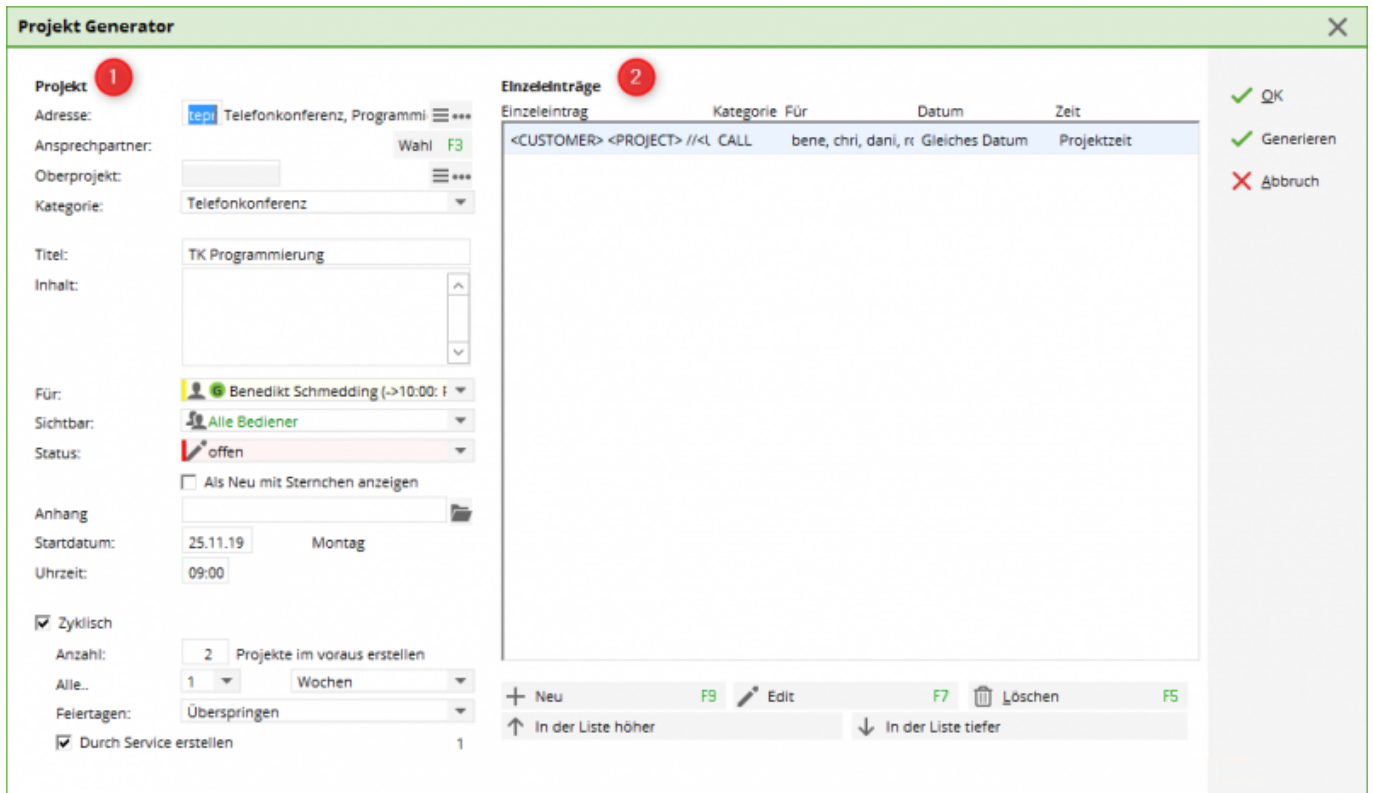 Projekt Generator
Projekt 1
Adresse: tepr Telefonkonferenz, Programmi
Ansprechpartner: Wahl F3
Oberprojekt:
Kategorie: Telefonkonferenz
Titel: TK Programmierung
Inhalt:
Für: G Benedikt Schmedding (->10:00: F
Sichtbar: Alle Bediener
Status: offen
Als Neu mit Sternchen anzeigen
Anhang
Startdatum: 25.11.19 Montag
Uhrzeit: 09:00
Zyklisch
Anzahl: 2 Projekte im voraus erstellen
Alle.. 1 Wochen
Feiertagen: Überspringen
Durch Service erstellen 1
Einzeleinträge 2
Einzeleintrag Kategorie Für Datum Zeit
<CUSTOMER> <PROJECT> //<L CALL bene, chri, dani, ro Gleiches Datum Projektzeit
Neu F9 Edit F7 Löschen F5
In der Liste höher In der Liste tiefer
OK
Generieren
Abbruch